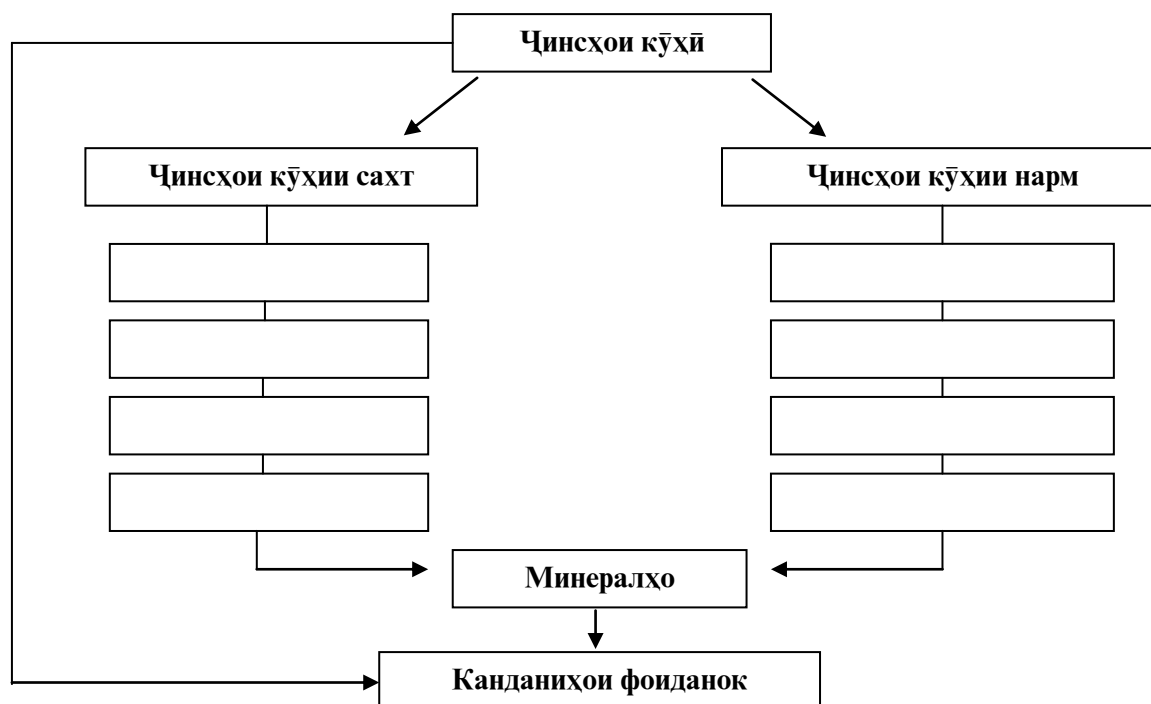 Ҷинсҳои кӯҳӣ
Ҷинсҳои кӯҳии сахт
Ҷинсҳои кӯҳии нарм
Минералҳо
Канданиҳои фоиданок